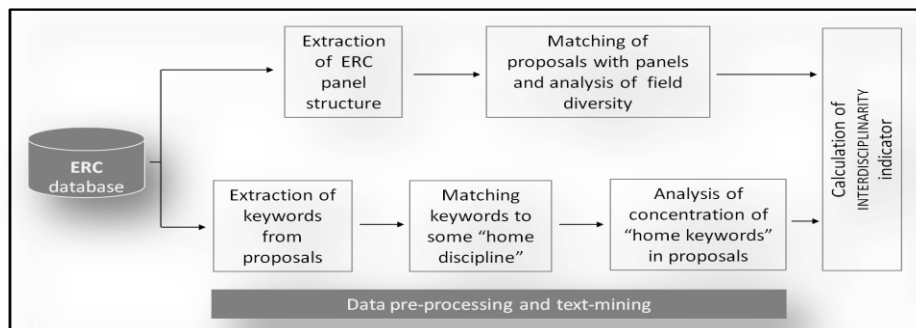 Extraction
of ERC
panel
structure
Matching of
proposals with panels
and analysis of field
diversity
ERC
database
Extraction of
keywords
from
proposals
Matching
keywords to
some “home
discipline”
Analysis of
concentration of
“home keywords”
in proposals
Calculation of
INTERDISCIPLINARITY
indicator
Data pre-processing and text-mining